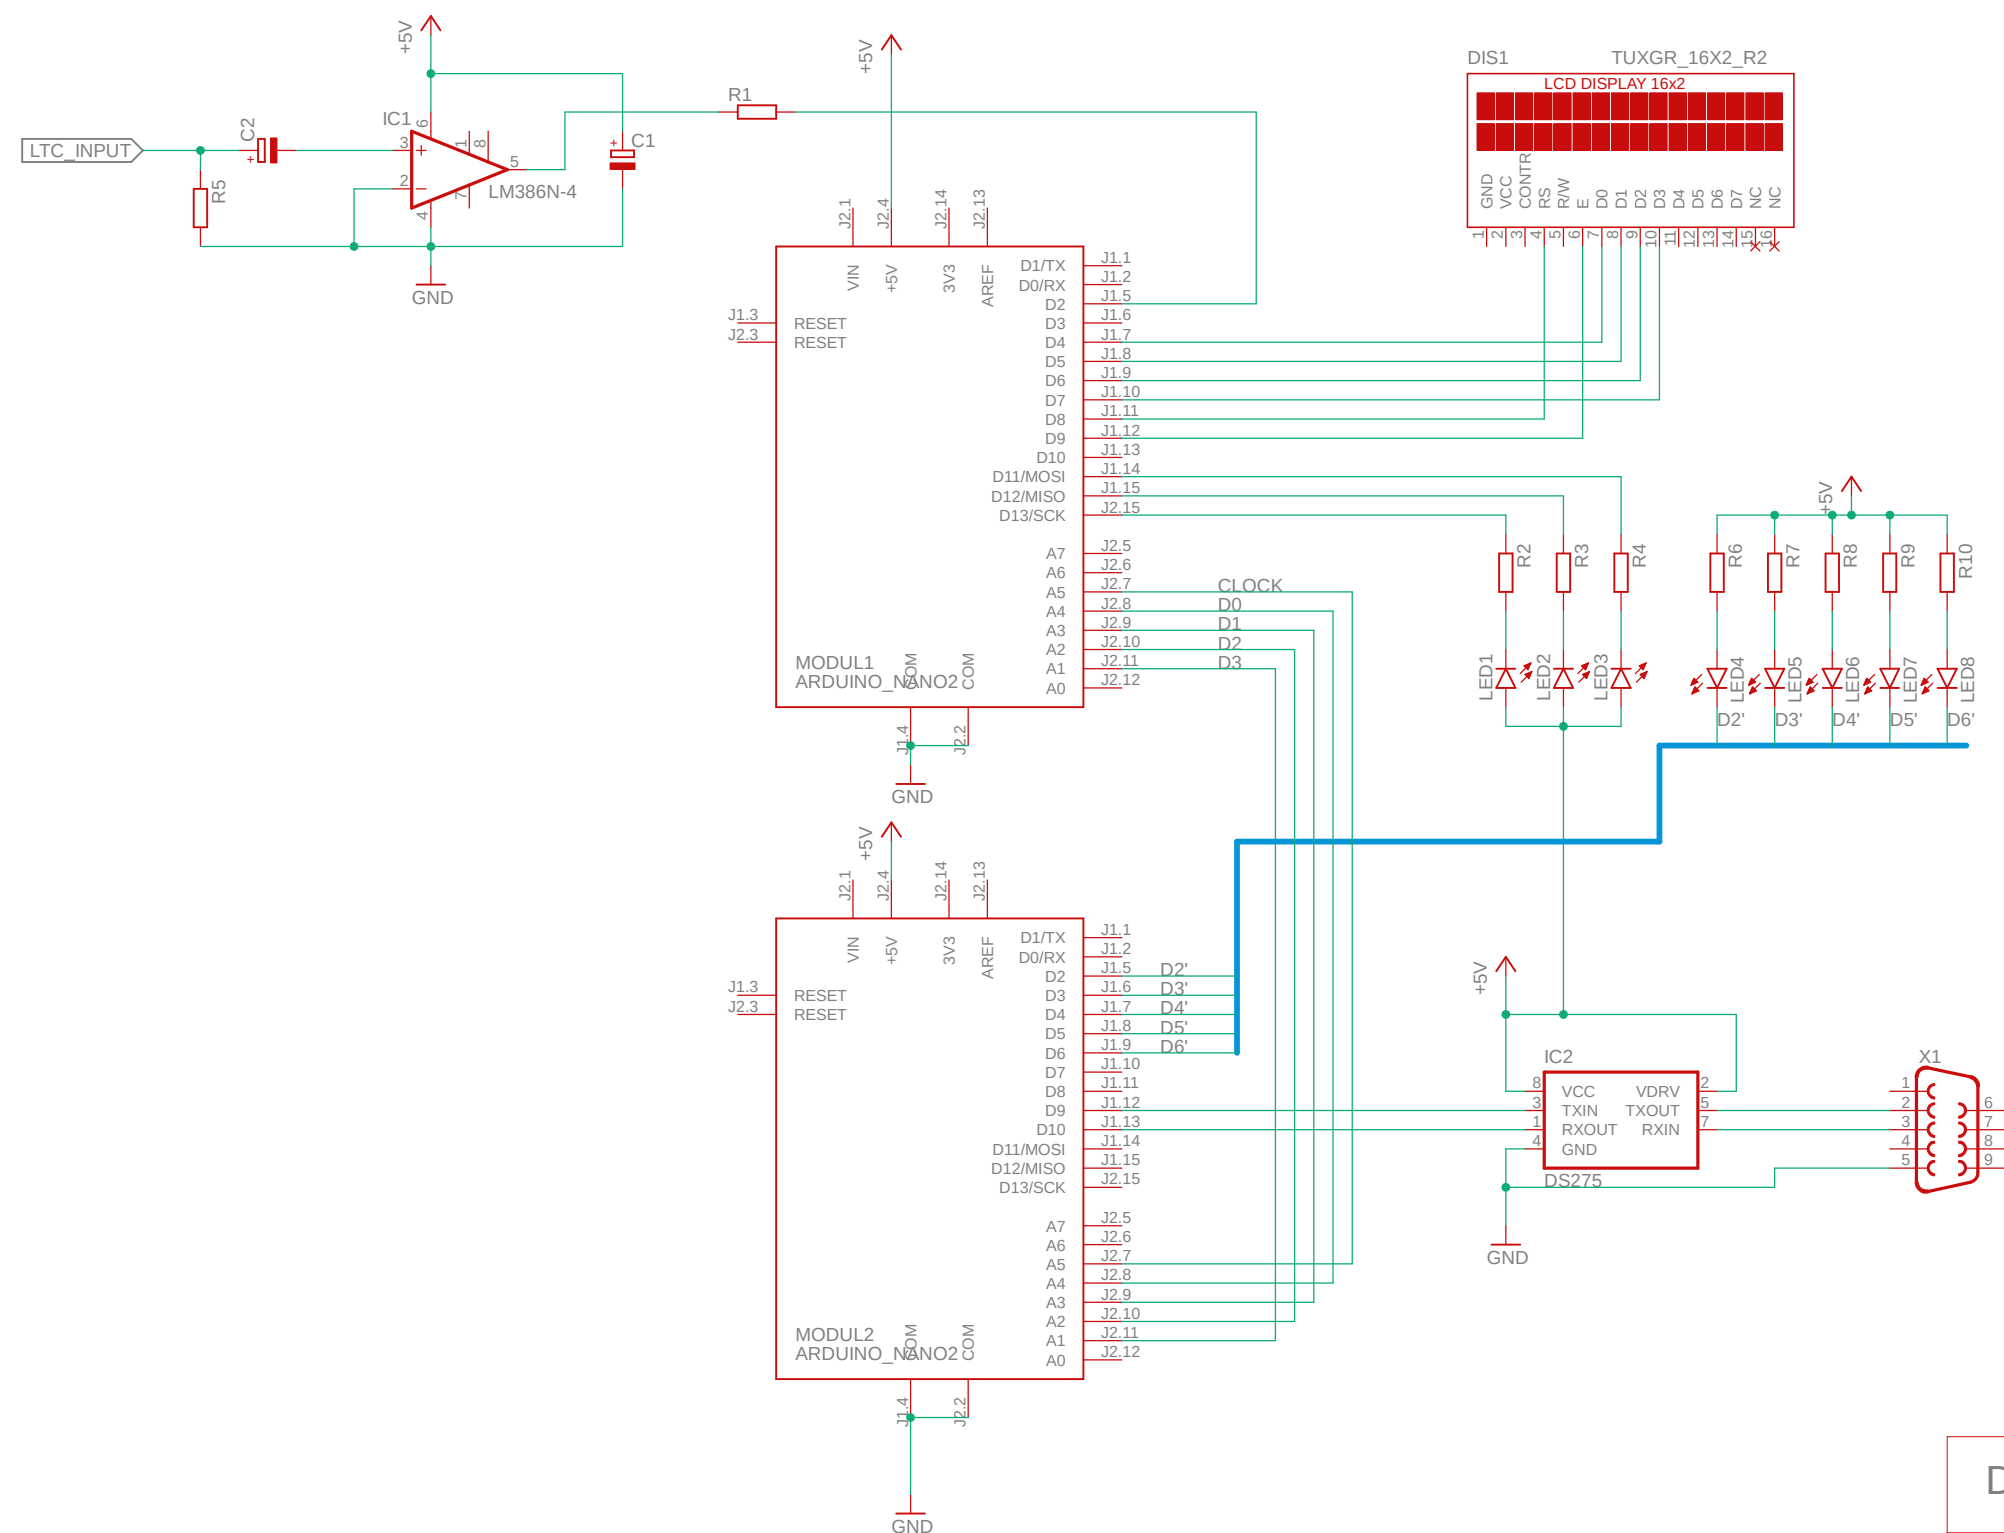 +5V
+5V
DIS1 TUXGR_16X2_R2
LCD DISPLAY 16x2
GND VCC CONTR RS R/W E D0 D1 D2 D3 D4 D5 D6 D7 NC NC
1 2 3 4 5 6 7 8 9 10 11 12 13 14 15 16
LTC_INPUT
C2
+
R5
IC1
6
3
+
2
−
4
1
8
7
5
LM386N-4
+
C1
GND
R1
J2.1 J2.4 J2.14 J2.13
VIN +5V 3V3 AREF
J1.3 RESET
J2.3 RESET
D1/TX J1.1
D0/RX J1.2
D2 J1.5
D3 J1.6
D4 J1.7
D5 J1.8
D6 J1.9
D7 J1.10
D8 J1.11
D9 J1.12
D10 J1.13
D11/MOSI J1.14
D12/MISO J1.15
D13/SCK J2.15
A7 J2.5
A6 J2.6
A5 J2.7 CLOCK
A4 J2.8 D0
A3 J2.9 D1
A2 J2.10 D2
A1 J2.11 D3
A0 J2.12
MODUL1
ARDUINO_NANO2
COM COM
J1.4 J2.2
GND
+5V
R2 R3 R4 R6 R7 R8 R9 R10
LED1 LED2 LED3 LED4 LED5 LED6 LED7 LED8
D2' D3' D4' D5' D6'
+5V
J2.1 J2.4 J2.14 J2.13
VIN +5V 3V3 AREF
J1.3 RESET
J2.3 RESET
D1/TX J1.1
D0/RX J1.2
D2 J1.5 D2'
D3 J1.6 D3'
D4 J1.7 D4'
D5 J1.8 D5'
D6 J1.9 D6'
D7 J1.10
D8 J1.11
D9 J1.12
D10 J1.13
D11/MOSI J1.14
D12/MISO J1.15
D13/SCK J2.15
A7 J2.5
A6 J2.6
A5 J2.7
A4 J2.8
A3 J2.9
A2 J2.10
A1 J2.11
A0 J2.12
MODUL2
ARDUINO_NANO2
COM COM
J1.4 J2.2
GND
+5V
IC2
8 VCC VDRV 2
3 TXIN TXOUT 5
1 RXOUT RXIN 7
4 GND
DS275
GND
X1
1
2 6
3 7
4 8
5 9
D